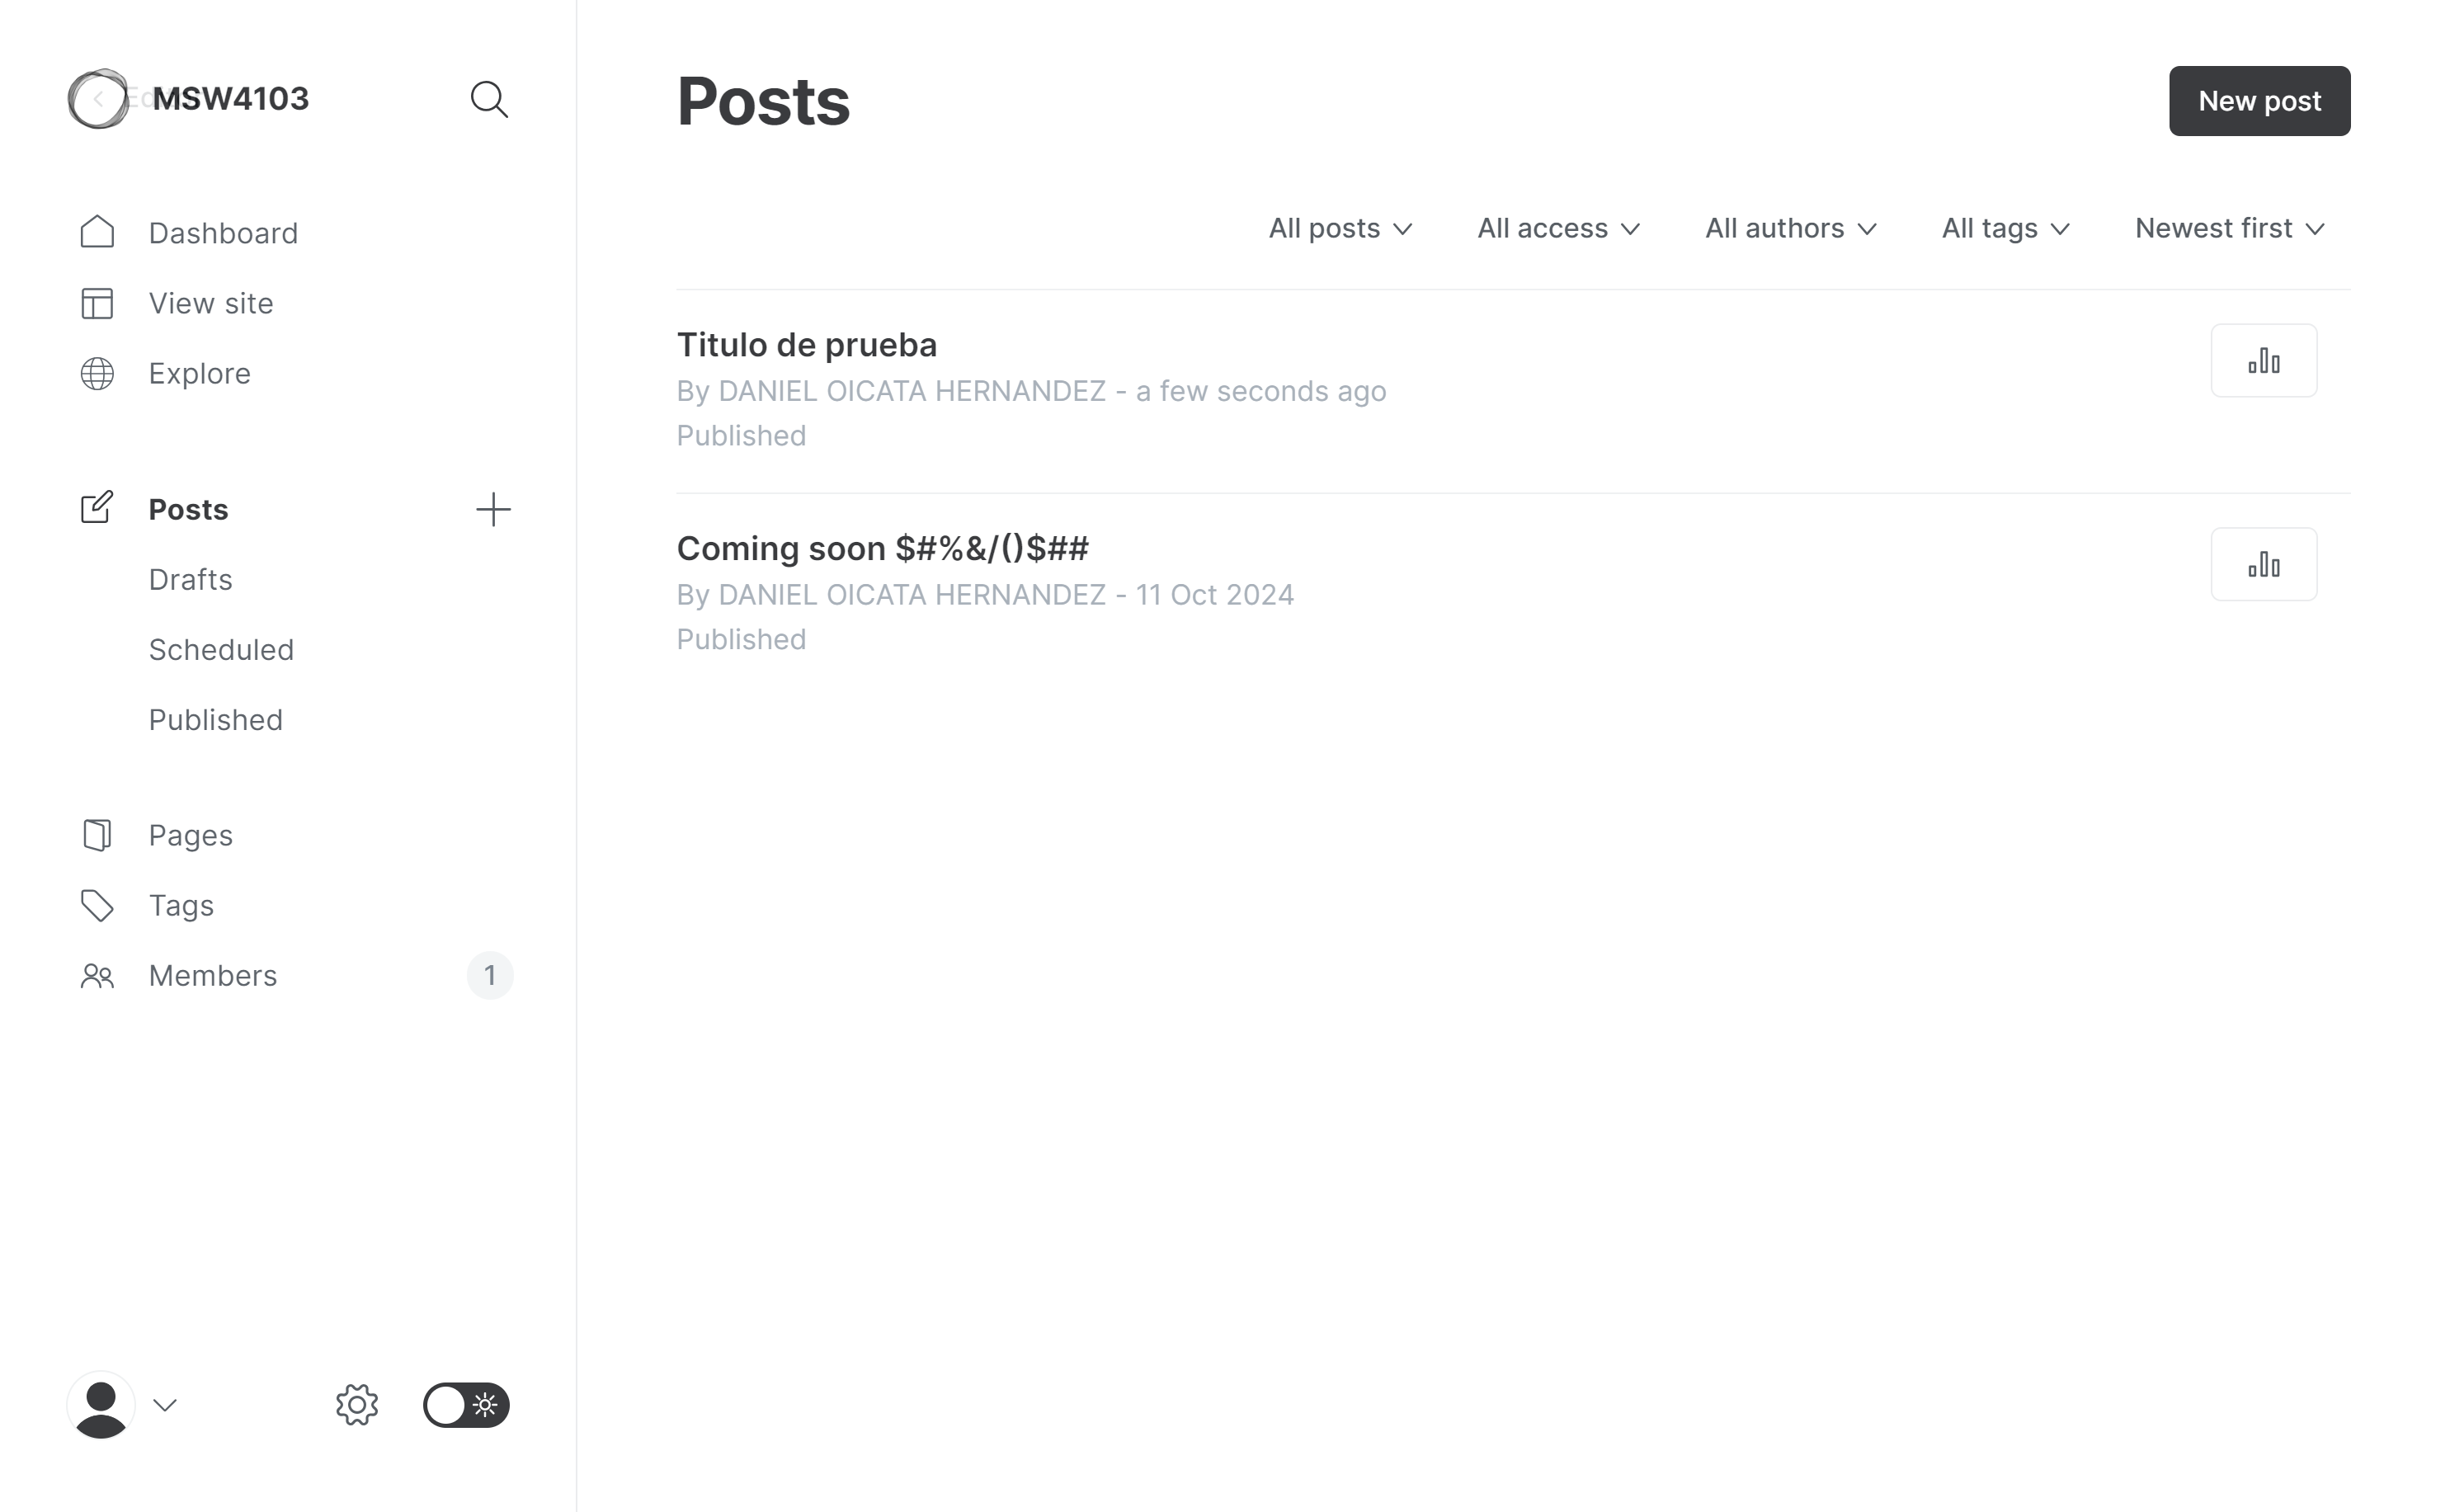 MSW4103
Dashboard
View site
Explore
Posts
Drafts
Scheduled
Published
Pages
Tags
Members
1
Posts
New post
All posts
All access
All authors
All tags
Newest first
Titulo de prueba
By DANIEL OICATA HERNANDEZ - a few seconds ago
Published
Coming soon $#%&/()$##
By DANIEL OICATA HERNANDEZ - 11 Oct 2024
Published